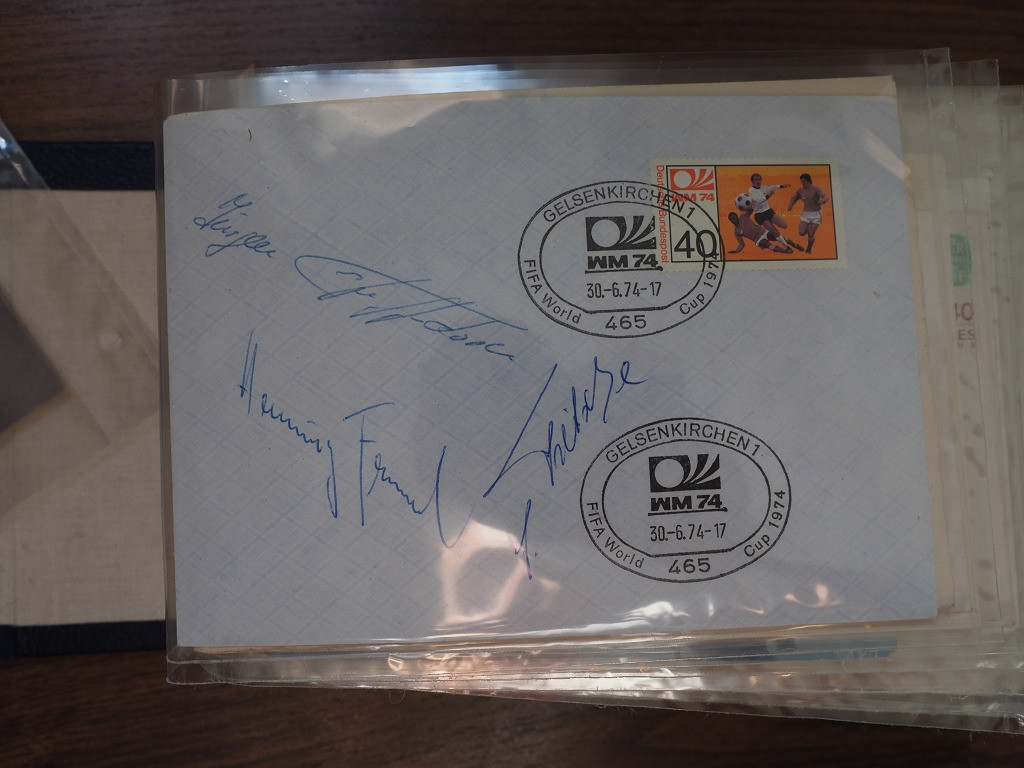 Deutsche Bundespost
WM 74
40
GELSENKIRCHEN 1
WM 74
30.-6.74-17
FIFA World Cup 1974
465
Henning
GELSENKIRCHEN 1
WM 74
30.-6.74-17
FIFA World Cup 1974
465